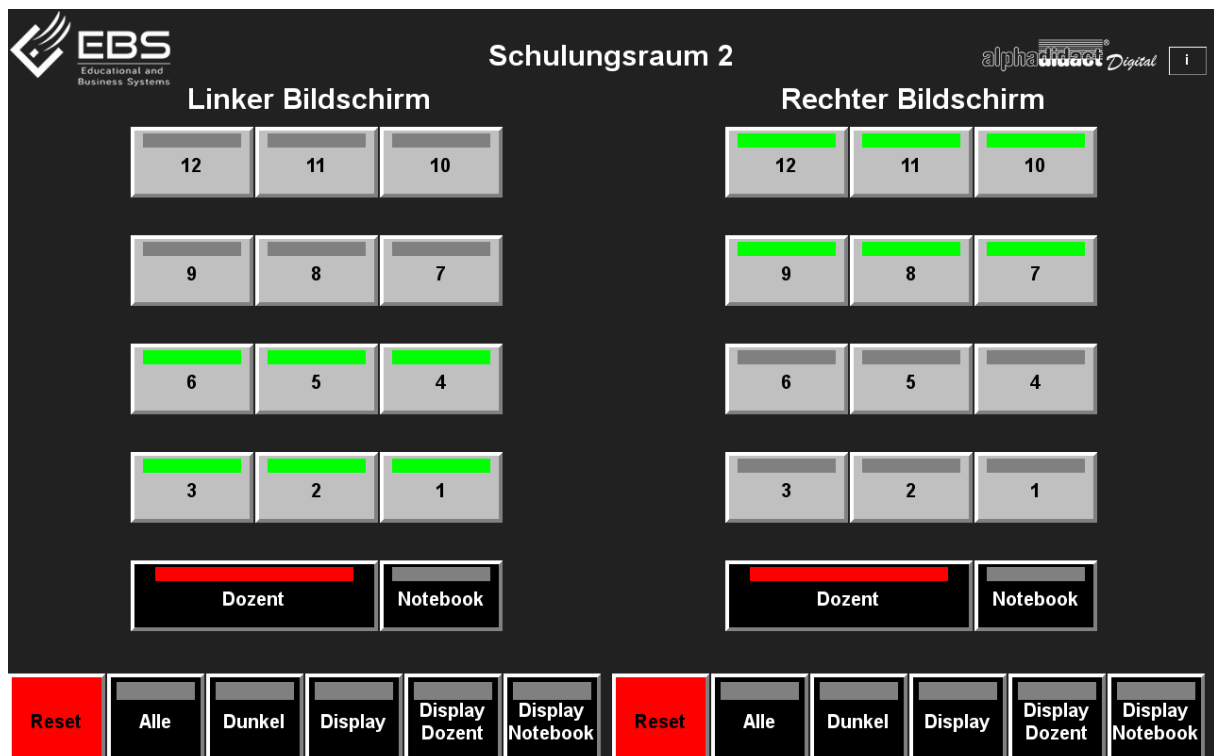 EBS
Educational and
Business Systems
Schulungsraum 2
alphadidact® Digital
i
Linker Bildschirm
12 11 10
9 8 7
6 5 4
3 2 1
Dozent Notebook
Rechter Bildschirm
12 11 10
9 8 7
6 5 4
3 2 1
Dozent Notebook
Reset
Alle
Dunkel
Display
Display
Dozent
Display
Notebook
Reset
Alle
Dunkel
Display
Display
Dozent
Display
Notebook